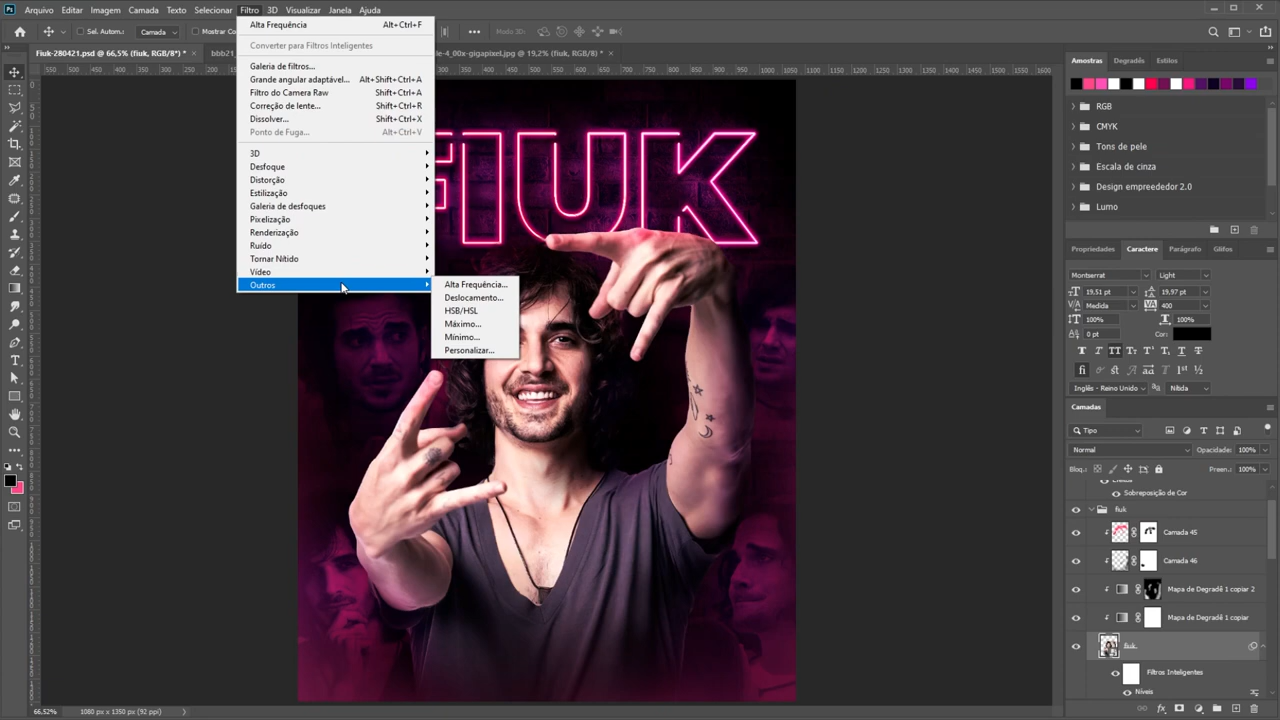 Ps Arquivo Editar Imagem Camada Texto Selecionar Filtro 3D Visualizar Janela Ajuda
Sel. Autom.: Camada Mostrar Co
Modo 3D:
Fiuk-280421.psd @ 66,5% (fiuk, RGB/8*) *
bbb21
le-4_00x-gigapixel.jpg @ 19,2% (fiuk, RGB/8) *
Alta Frequência Alt+Ctrl+F
Converter para Filtros Inteligentes
Galeria de filtros...
Grande angular adaptável... Alt+Shift+Ctrl+A
Filtro do Camera Raw Shift+Ctrl+A
Correção de lente... Shift+Ctrl+R
Dissolver... Shift+Ctrl+X
Ponto de Fuga... Alt+Ctrl+V
3D
Desfoque
Distorção
Estilização
Galeria de desfoques
Pixelização
Renderização
Ruído
Tornar Nítido
Vídeo
Outros
Alta Frequência...
Deslocamento...
HSB/HSL
Máximo...
Mínimo...
Personalizar...
FIUK
Amostras Degradês Estilos
RGB
CMYK
Tons de pele
Escala de cinza
Design empreededor 2.0
Lumo
Propriedades Caractere Parágrafo Glifos
Montserrat Light
19,51 pt 19,97 pt
Medida 400
100% 100%
0 pt Cor:
Inglês - Reino Unido Nítida
Camadas
Tipo
Normal Opacidade: 100%
Bloq.: Preen.: 100%
Efeitos
Sobreposição de Cor
fiuk
Camada 45
Camada 46
Mapa de Degradê 1 copiar 2
Mapa de Degradê 1 copiar
fiuk.
Filtros Inteligentes
Níveis
66,52% 1080 px x 1350 px (92 ppi)